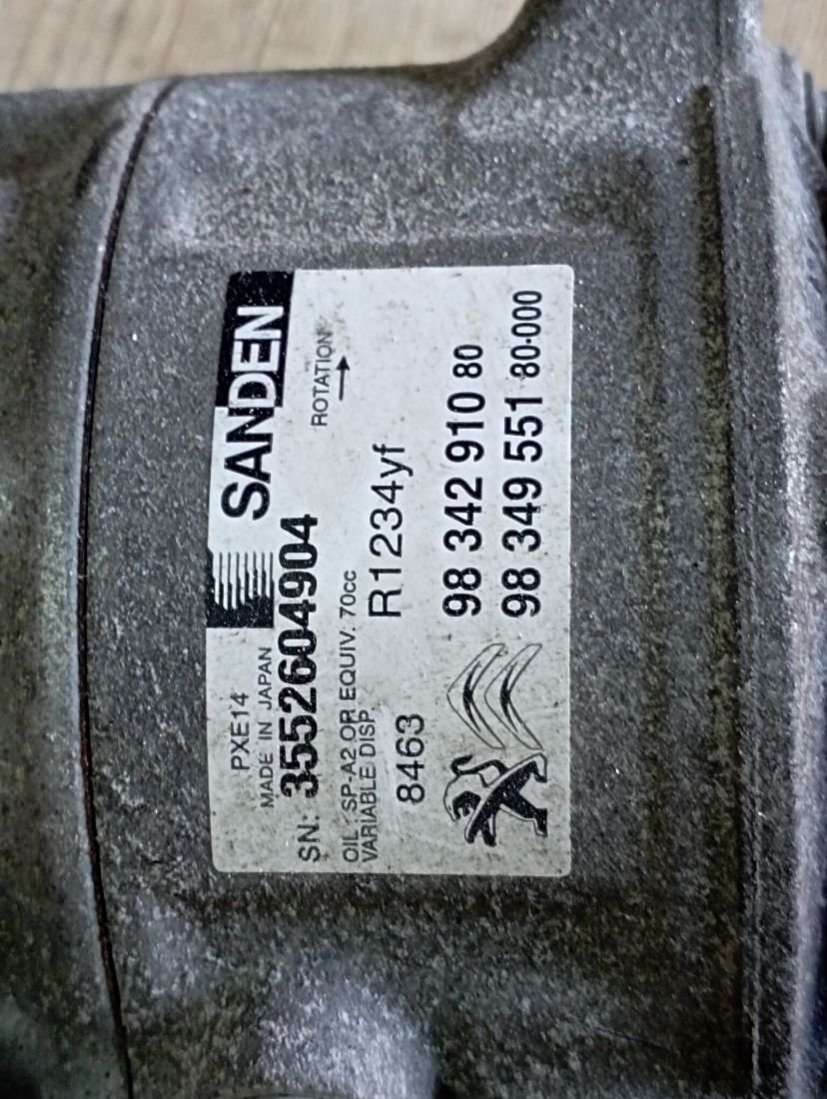 PXE14
MADE IN JAPAN
SANDEN
SN: 3552604904
ROTATION
OIL : SP-A2 OR EQUIV. 70cc
VARIABLE DISP.
8463
R1234yf
98 342 910 80
98 349 551 80-000